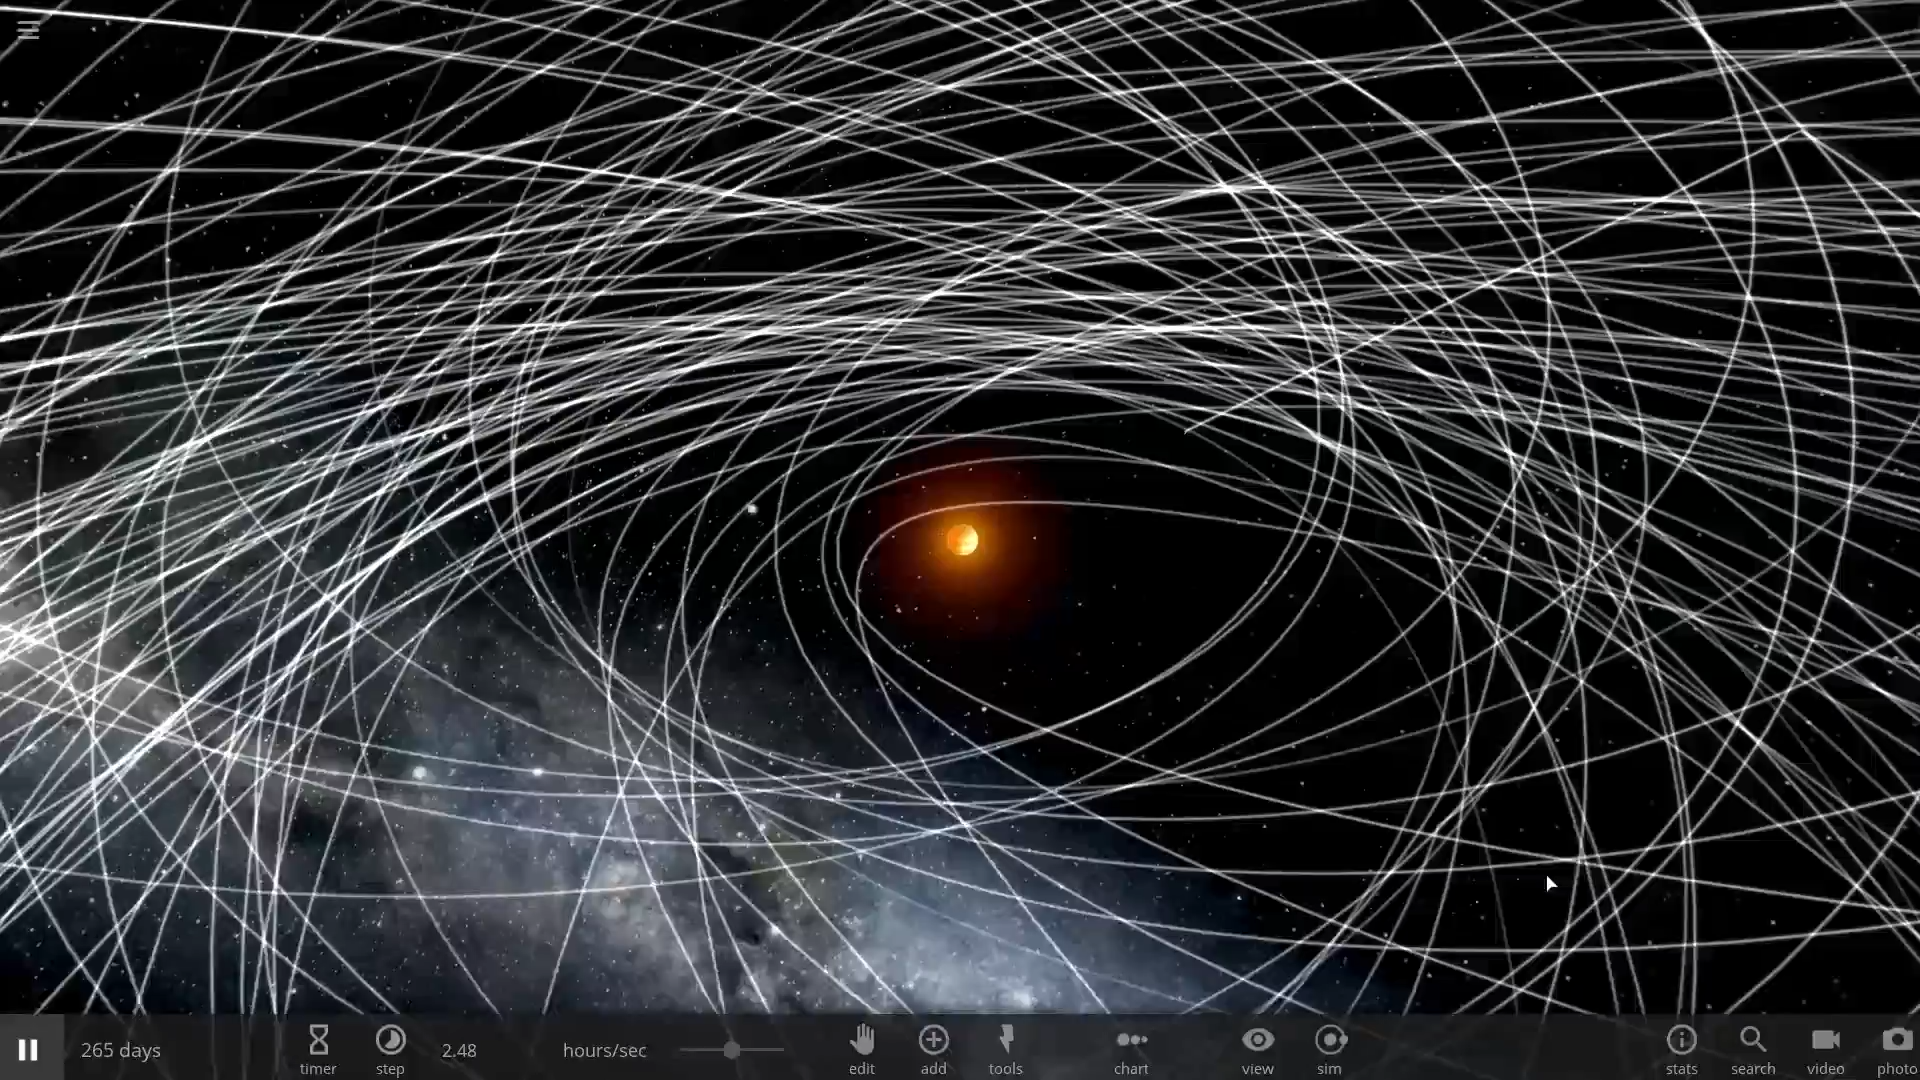 265 days
timer
step
2.48
hours/sec
edit
add
tools
chart
view
sim
stats
search
video
photo